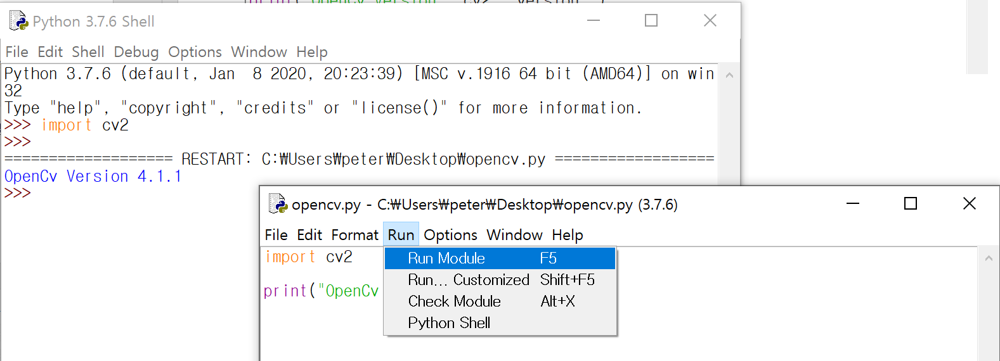 Python 3.7.6 Shell
File Edit Shell Debug Options Window Help
Python 3.7.6 (default, Jan  8 2020, 20:23:39) [MSC v.1916 64 bit (AMD64)] on win
32
Type "help", "copyright", "credits" or "license()" for more information.
>>> import cv2
>>>
=================== RESTART: C:₩Users₩peter₩Desktop₩opencv.py ==================
OpenCv Version 4.1.1
>>>
opencv.py - C:₩Users₩peter₩Desktop₩opencv.py (3.7.6)
File Edit Format Run Options Window Help
import cv2
print("OpenCv
Run Module F5
Run... Customized Shift+F5
Check Module Alt+X
Python Shell